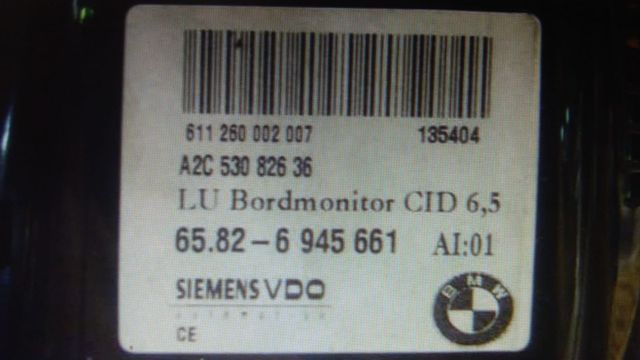 611 260 002 007 135404
A2C 530 826 36
LU Bordmonitor CID 6,5
65.82-6 945 661 AI:01
SIEMENS VDO
BMW
CE